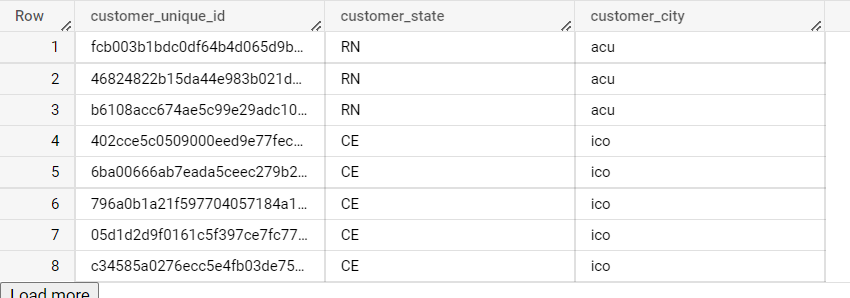 Row customer_unique_id customer_state customer_city
1 fcb003b1bdc0df64b4d065d9b... RN acu
2 46824822b15da44e983b021d... RN acu
3 b6108acc674ae5c99e29adc10... RN acu
4 402cce5c0509000eed9e77fec... CE ico
5 6ba00666ab7eada5ceec279b2... CE ico
6 796a0b1a21f597704057184a1... CE ico
7 05d1d2d9f0161c5f397ce7fc77... CE ico
8 c34585a0276ecc5e4fb03de75... CE ico
Load more